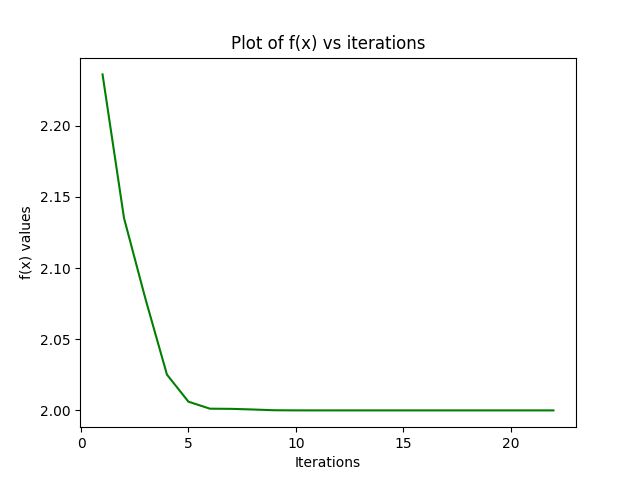 Plot of f(x) vs iterations
2.20
2.15
2.10
2.05
2.00
f(x) values
0 5 10 15 20
Iterations